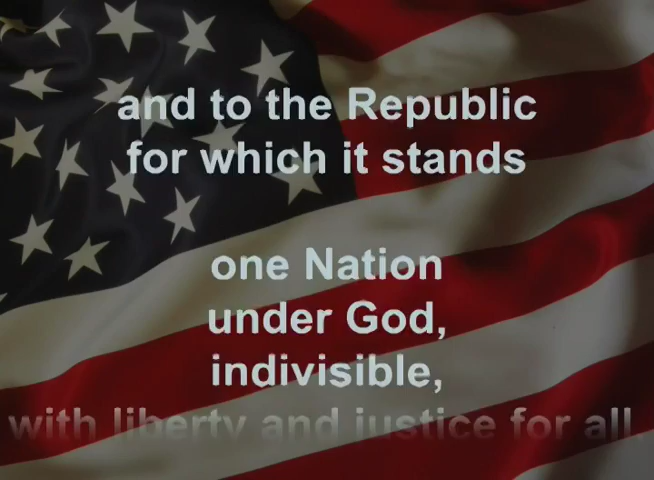 and to the Republic
for which it stands
one Nation
under God,
indivisible,
with liberty and justice for all.